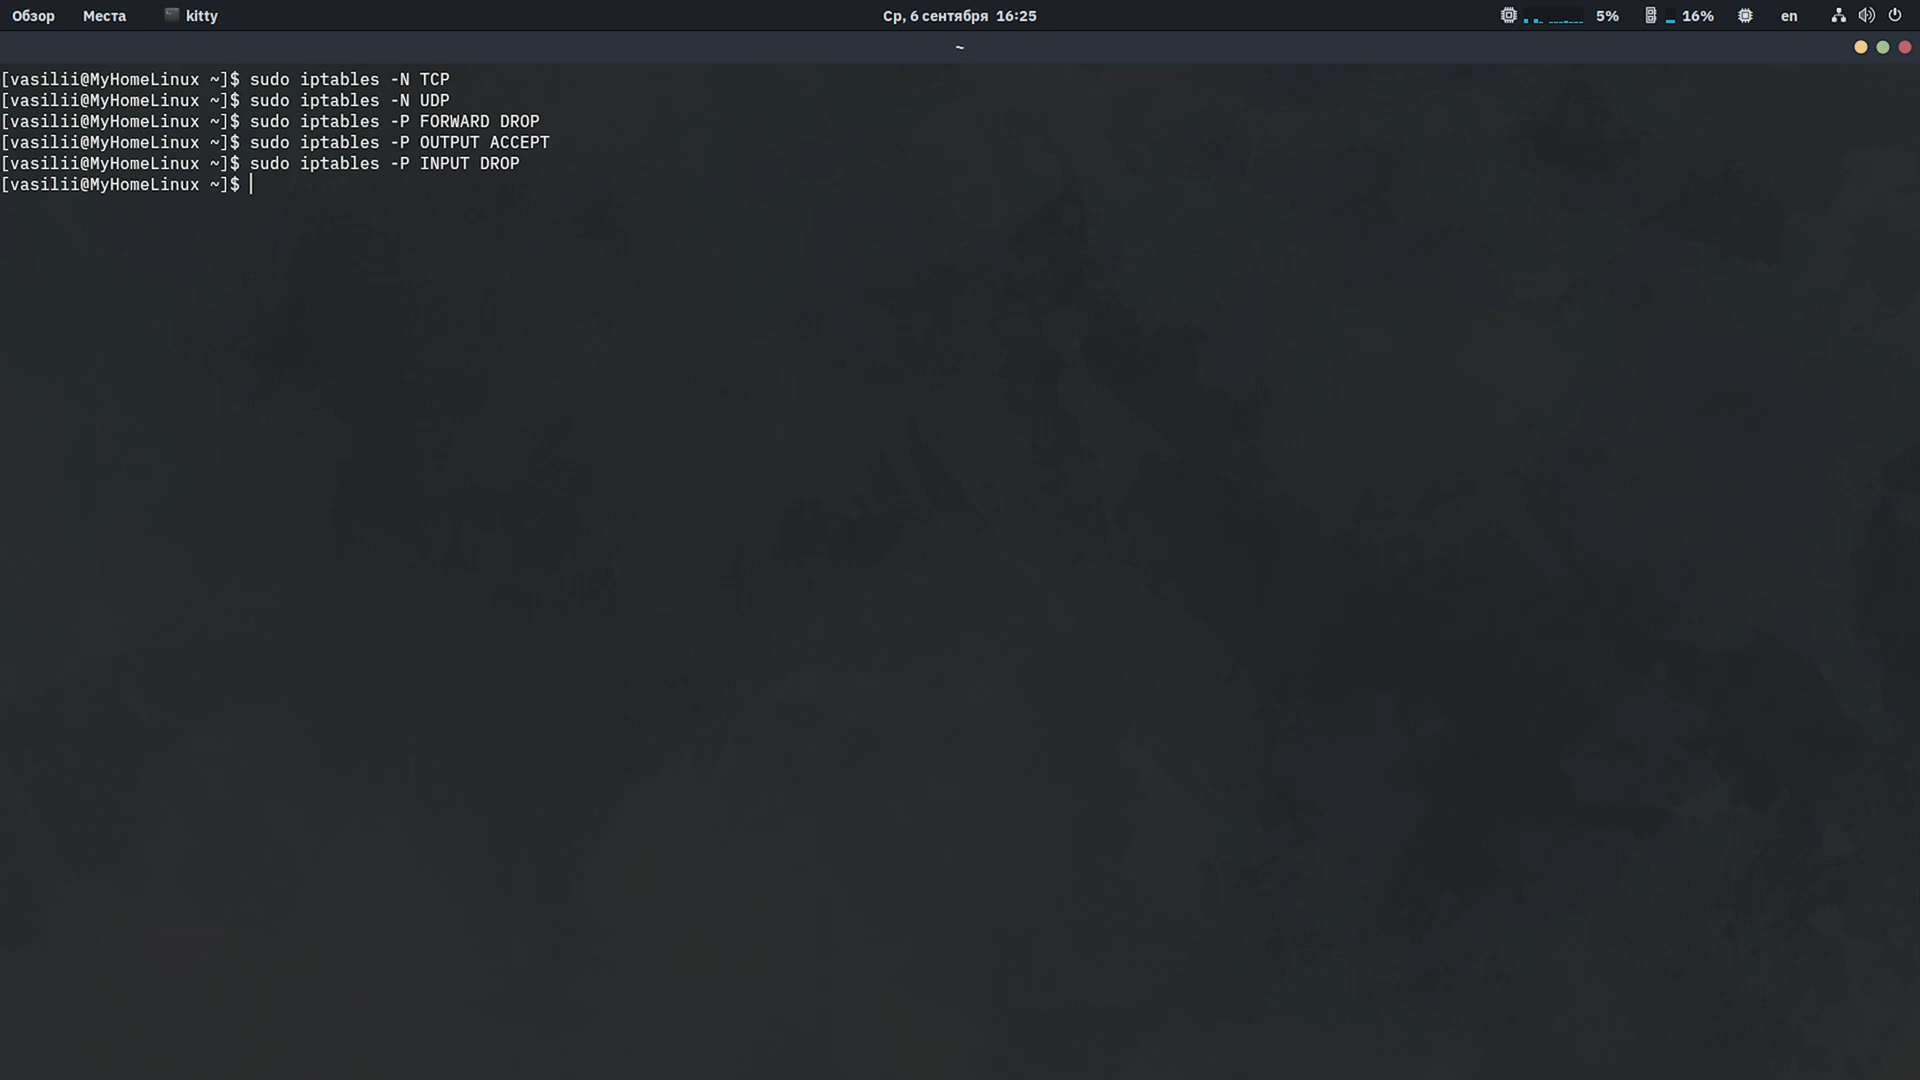 Обзор Места kitty Ср, 6 сентября 16:25 5% 16% en
~
[vasilii@MyHomeLinux ~]$ sudo iptables -N TCP
[vasilii@MyHomeLinux ~]$ sudo iptables -N UDP
[vasilii@MyHomeLinux ~]$ sudo iptables -P FORWARD DROP
[vasilii@MyHomeLinux ~]$ sudo iptables -P OUTPUT ACCEPT
[vasilii@MyHomeLinux ~]$ sudo iptables -P INPUT DROP
[vasilii@MyHomeLinux ~]$